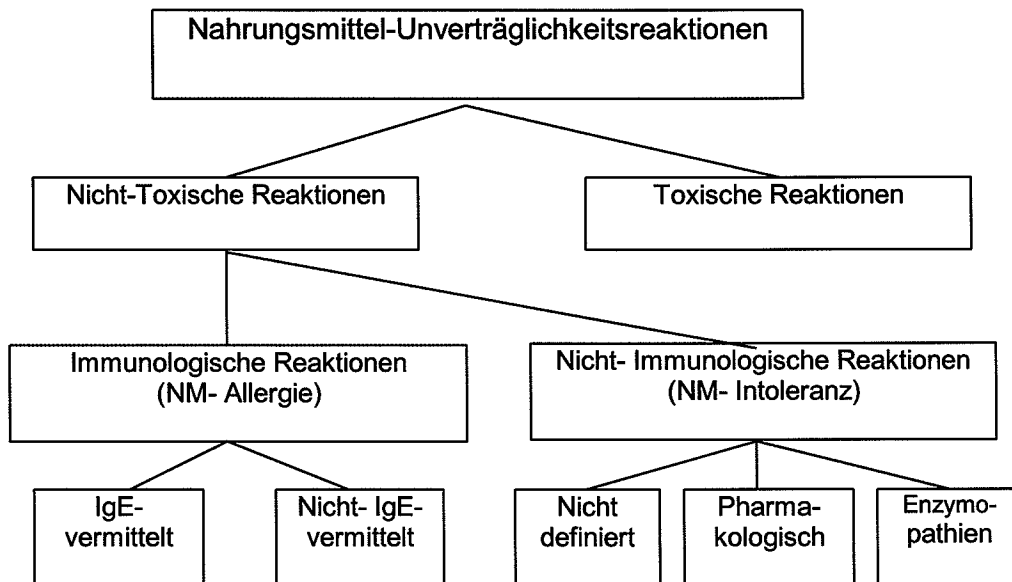 Nahrungsmittel-Unverträglichkeitsreaktionen
Nicht-Toxische Reaktionen
Toxische Reaktionen
Immunologische Reaktionen
(NM- Allergie)
Nicht- Immunologische Reaktionen
(NM- Intoleranz)
IgE-
vermittelt
Nicht- IgE-
vermittelt
Nicht
definiert
Pharma-
kologisch
Enzymo-
pathien